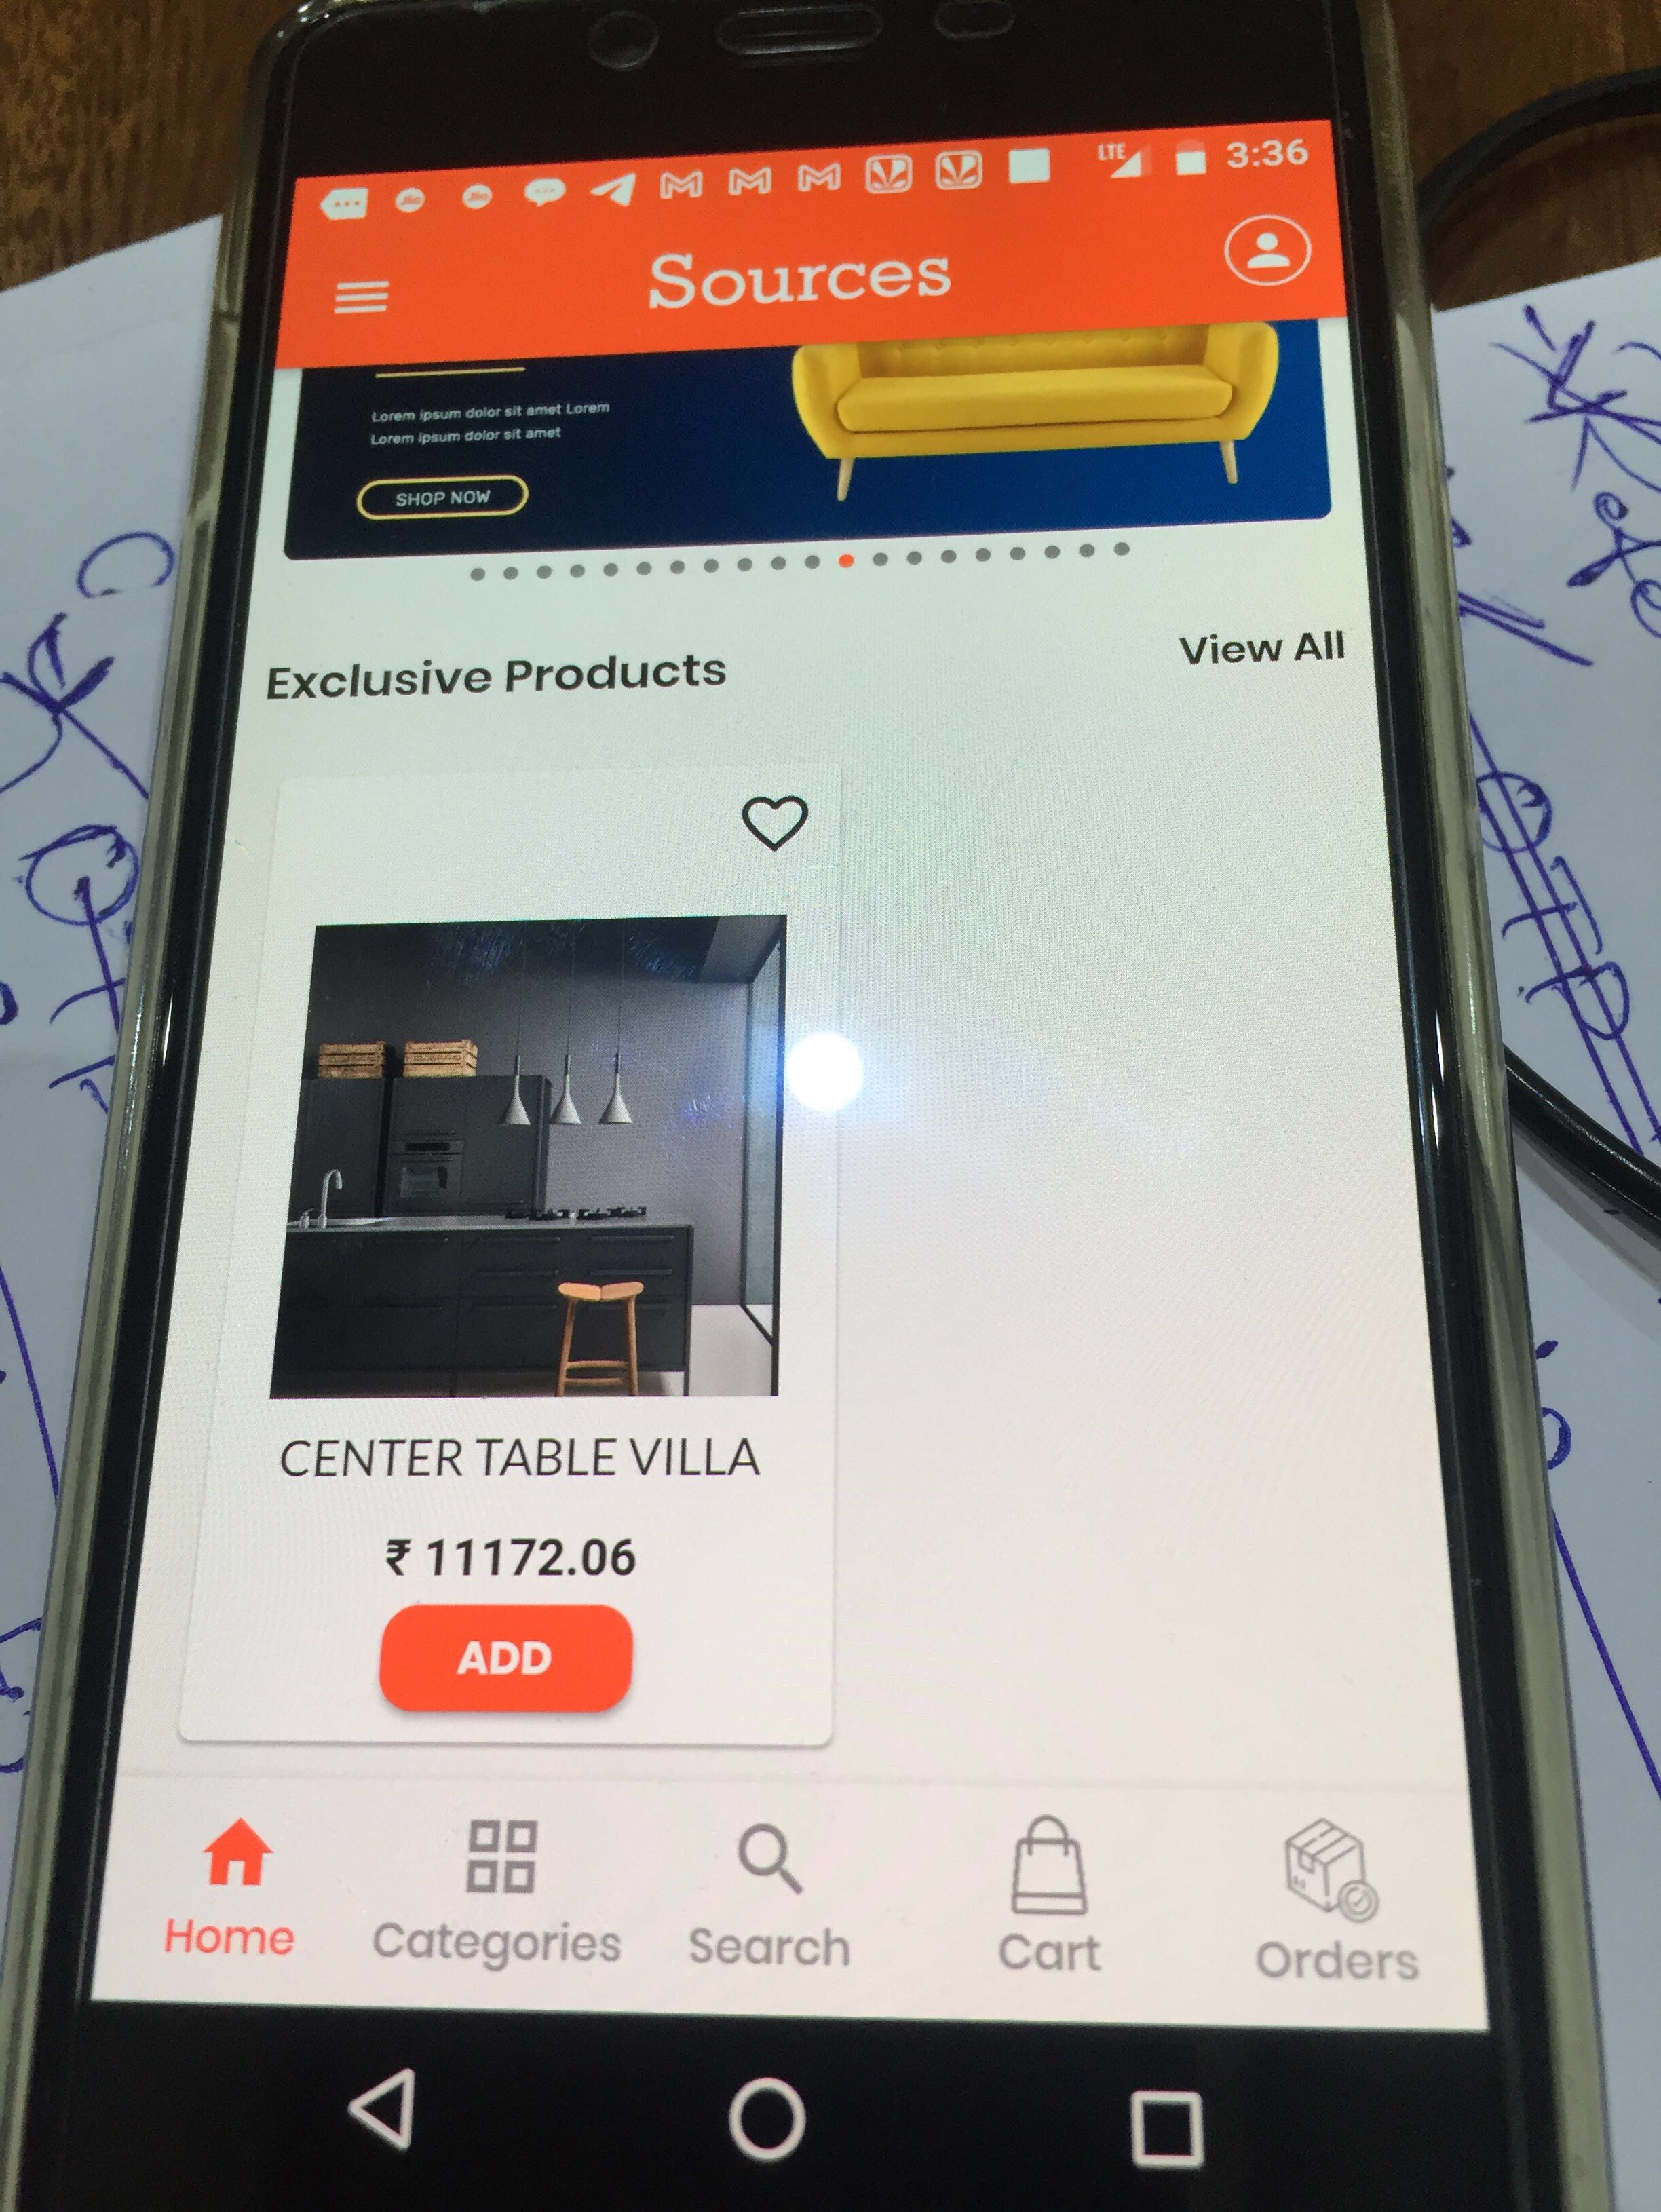 LTE 3:36
Sources
Lorem ipsum dolor sit amet Lorem
Lorem ipsum dolor sit amet
SHOP NOW
Exclusive Products
View All
CENTER TABLE VILLA
₹ 11172.06
ADD
Home
Categories
Search
Cart
Orders
OTP